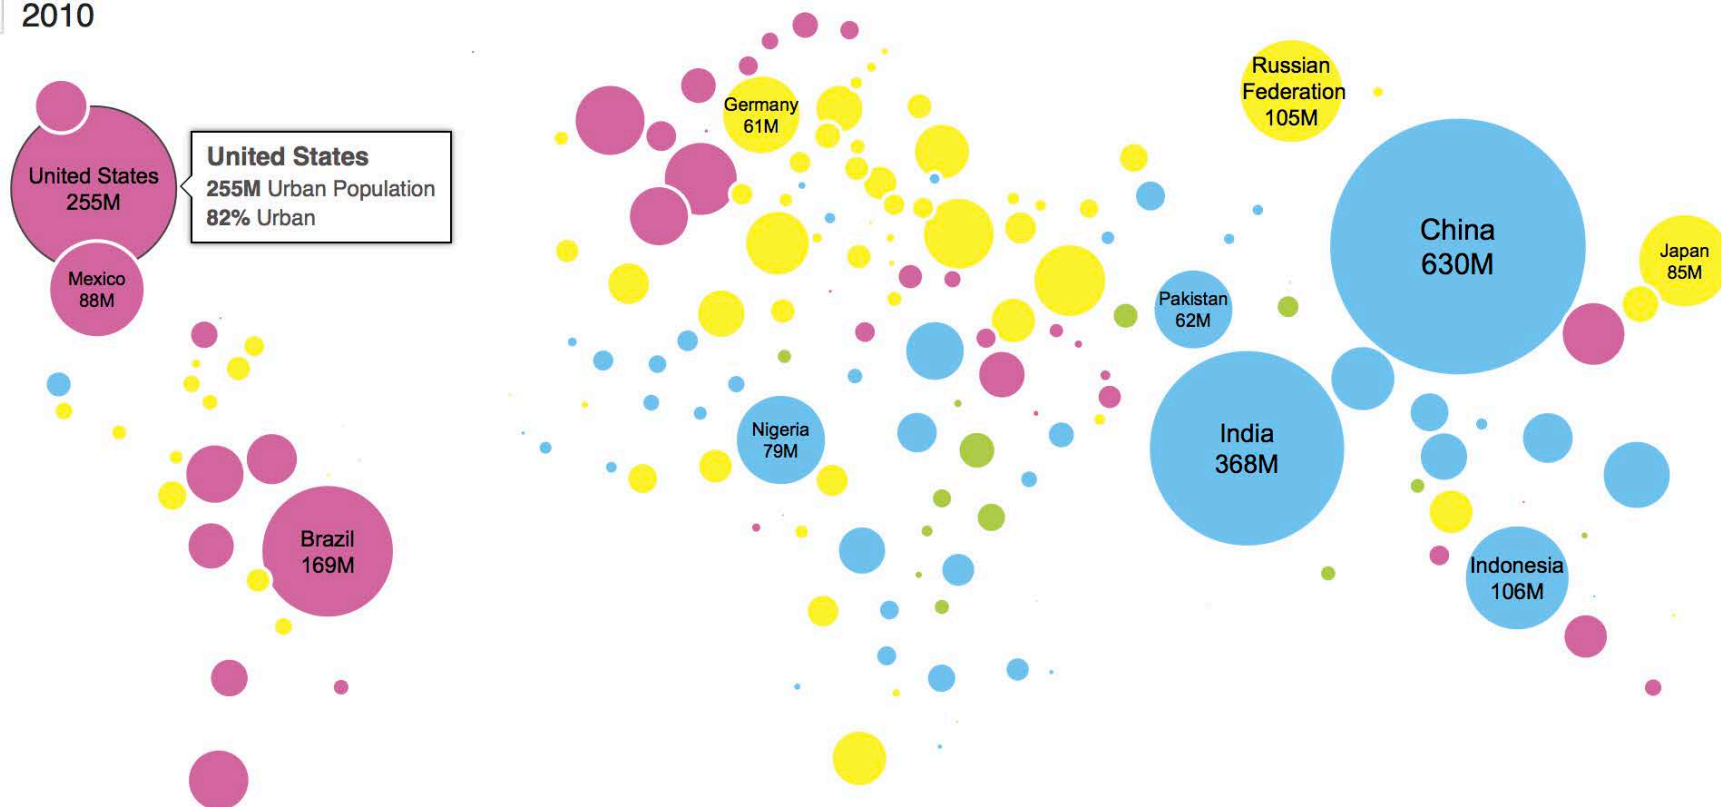 2010
United States
255M
United States
255M Urban Population
82% Urban
Mexico
88M
Brazil
169M
Germany
61M
Nigeria
79M
Russian
Federation
105M
China
630M
Japan
85M
Pakistan
62M
India
368M
Indonesia
106M